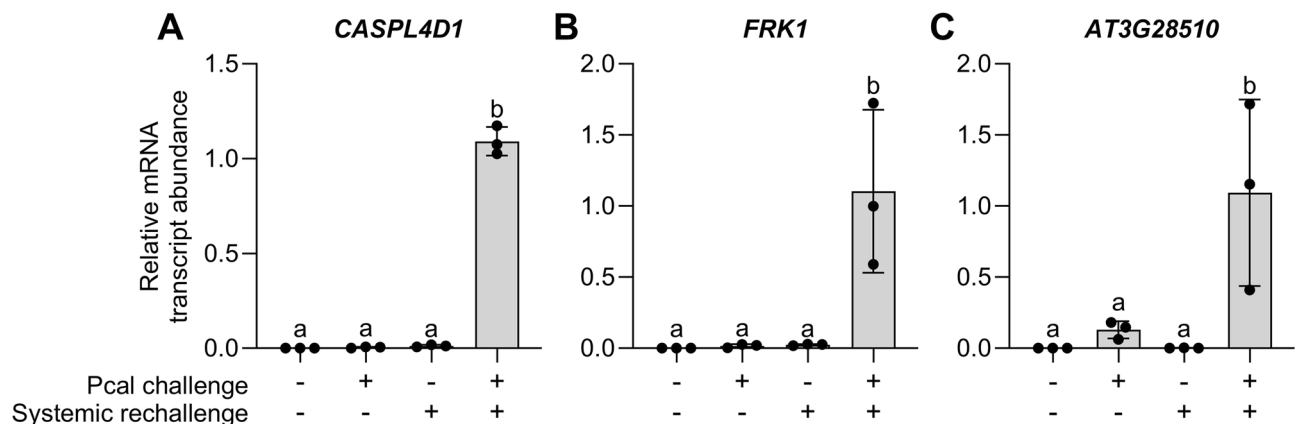 A CASPL4D1 B FRK1 C AT3G28510
Relative mRNA
transcript abundance
1.5
1.0
0.5
0.0
a a a b
2.0
1.5
1.0
0.5
0.0
a a a b
2.0
1.5
1.0
0.5
0.0
a a a b
Pcal challenge - + - + - + - + - + - +
Systemic rechallenge - - + + - - + + - - + +